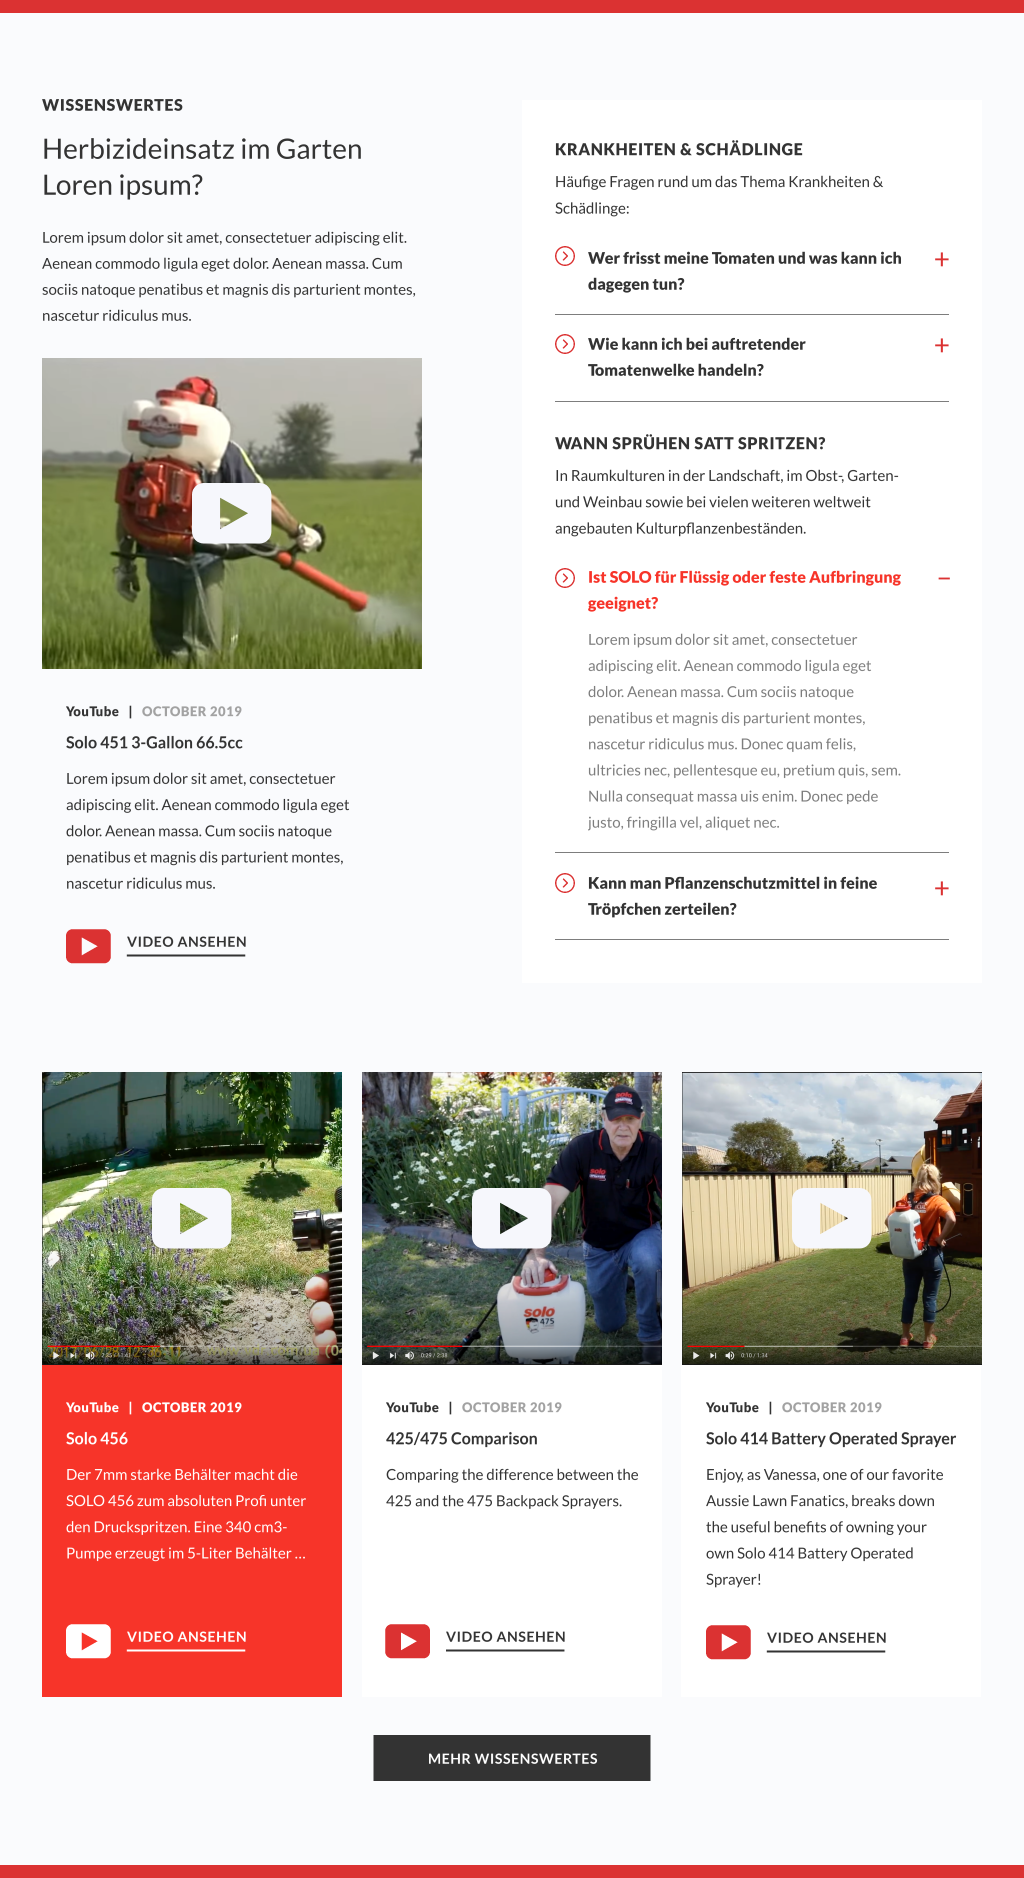 WISSENSWERTES
Herbizideinsatz im Garten
Loren ipsum?
Lorem ipsum dolor sit amet, consectetuer adipiscing elit.
Aenean commodo ligula eget dolor. Aenean massa. Cum
sociis natoque penatibus et magnis dis parturient montes,
nascetur ridiculus mus.
YouTube | OCTOBER 2019
Solo 451 3-Gallon 66.5cc
Lorem ipsum dolor sit amet, consectetuer
adipiscing elit. Aenean commodo ligula eget
dolor. Aenean massa. Cum sociis natoque
penatibus et magnis dis parturient montes,
nascetur ridiculus mus.
VIDEO ANSEHEN
KRANKHEITEN & SCHÄDLINGE
Häufige Fragen rund um das Thema Krankheiten &
Schädlinge:
Wer frisst meine Tomaten und was kann ich
dagegen tun?
Wie kann ich bei auftretender
Tomatenwelke handeln?
WANN SPRÜHEN SATT SPRITZEN?
In Raumkulturen in der Landschaft, im Obst-, Garten-
und Weinbau sowie bei vielen weiteren weltweit
angebauten Kulturpflanzenbeständen.
Ist SOLO für Flüssig oder feste Aufbringung
geeignet?
Lorem ipsum dolor sit amet, consectetuer
adipiscing elit. Aenean commodo ligula eget
dolor. Aenean massa. Cum sociis natoque
penatibus et magnis dis parturient montes,
nascetur ridiculus mus. Donec quam felis,
ultricies nec, pellentesque eu, pretium quis, sem.
Nulla consequat massa uis enim. Donec pede
justo, fringilla vel, aliquet nec.
Kann man Pflanzenschutzmittel in feine
Tröpfchen zerteilen?
YouTube | OCTOBER 2019
Solo 456
Der 7mm starke Behälter macht die
SOLO 456 zum absoluten Profi unter
den Druckspritzen. Eine 340 cm3-
Pumpe erzeugt im 5-Liter Behälter ...
VIDEO ANSEHEN
solo
solo
solo
475
0:29 / 2:38
YouTube | OCTOBER 2019
425/475 Comparison
Comparing the difference between the
425 and the 475 Backpack Sprayers.
VIDEO ANSEHEN
0:10 / 1:34
YouTube | OCTOBER 2019
Solo 414 Battery Operated Sprayer
Enjoy, as Vanessa, one of our favorite
Aussie Lawn Fanatics, breaks down
the useful benefits of owning your
own Solo 414 Battery Operated
Sprayer!
VIDEO ANSEHEN
MEHR WISSENSWERTES